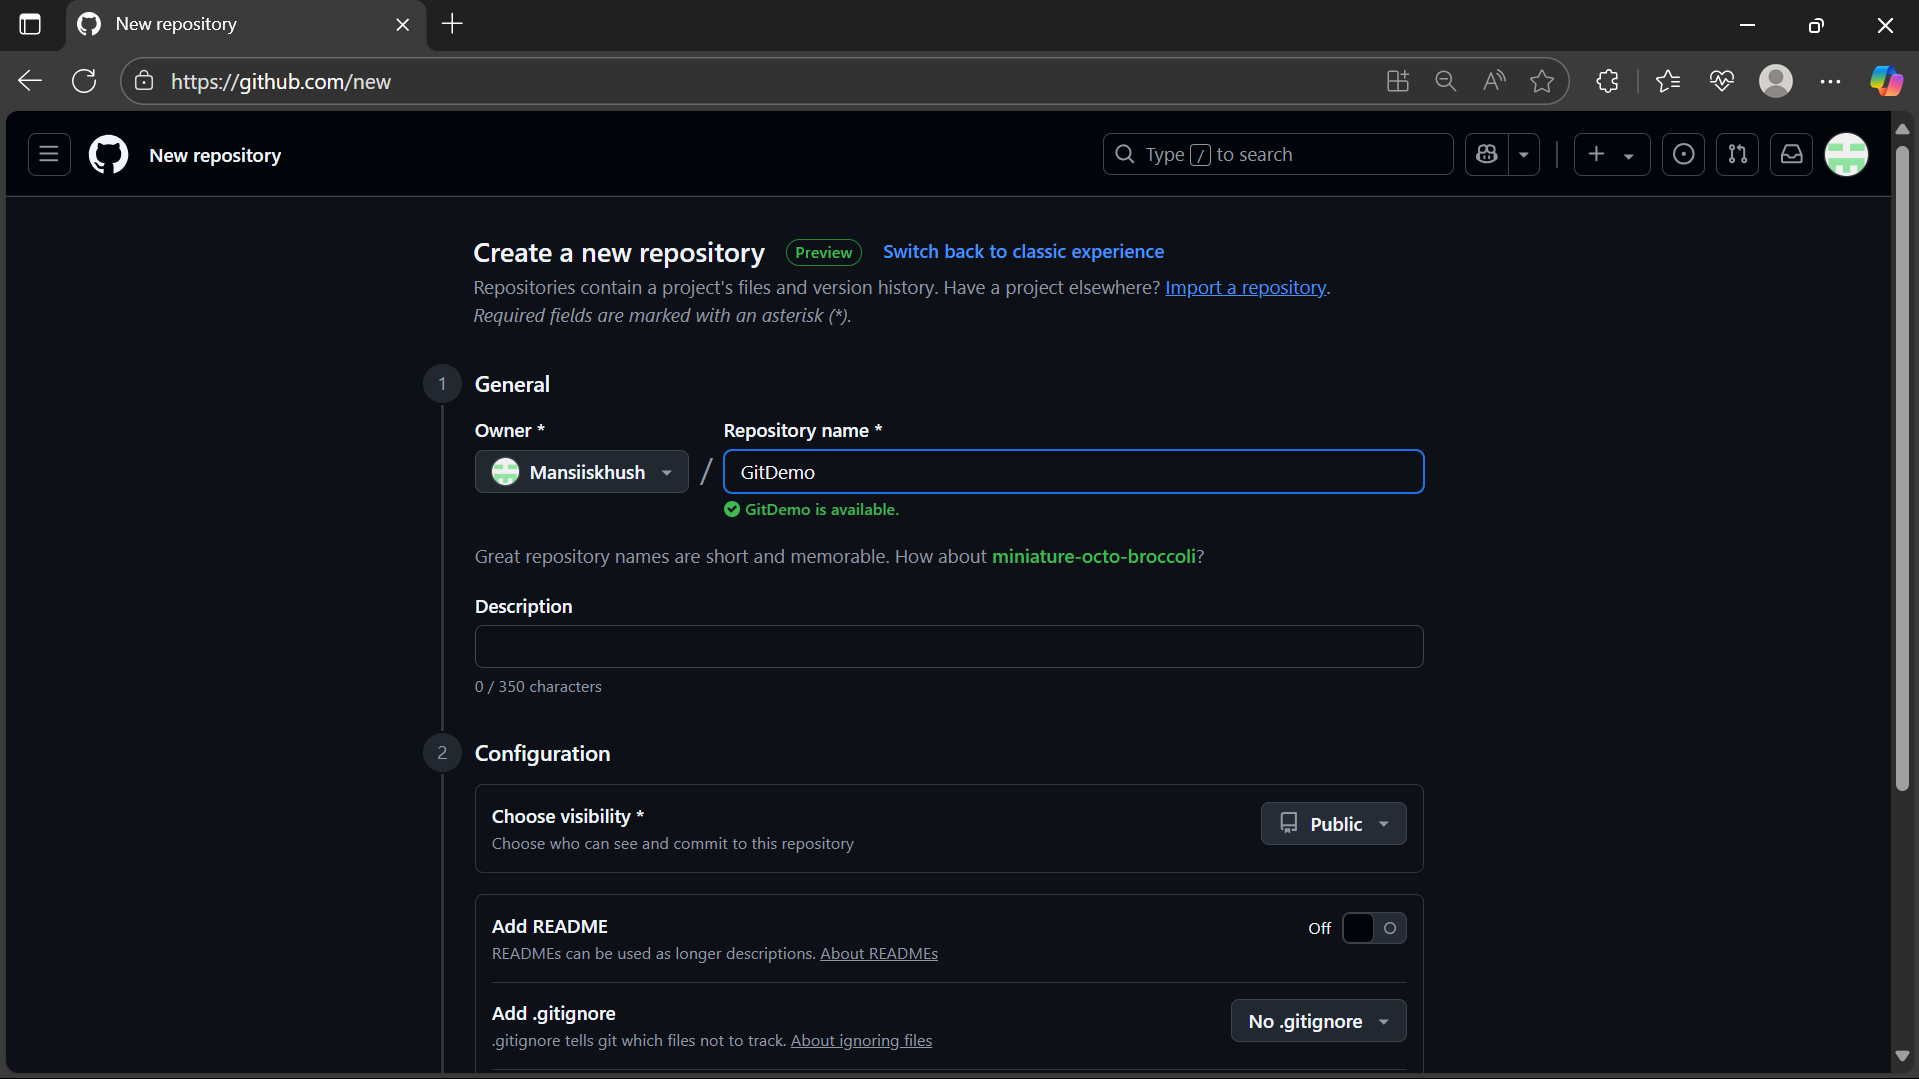 New repository
https://github.com/new
New repository
Type / to search
Create a new repository Preview Switch back to classic experience
Repositories contain a project's files and version history. Have a project elsewhere? Import a repository.
Required fields are marked with an asterisk (*).
1 General
Owner * Repository name *
Mansiiskhush / GitDemo
GitDemo is available.
Great repository names are short and memorable. How about miniature-octo-broccoli?
Description
0 / 350 characters
2 Configuration
Choose visibility *
Choose who can see and commit to this repository
Public
Add README
READMEs can be used as longer descriptions. About READMEs
Off
Add .gitignore
.gitignore tells git which files not to track. About ignoring files
No .gitignore